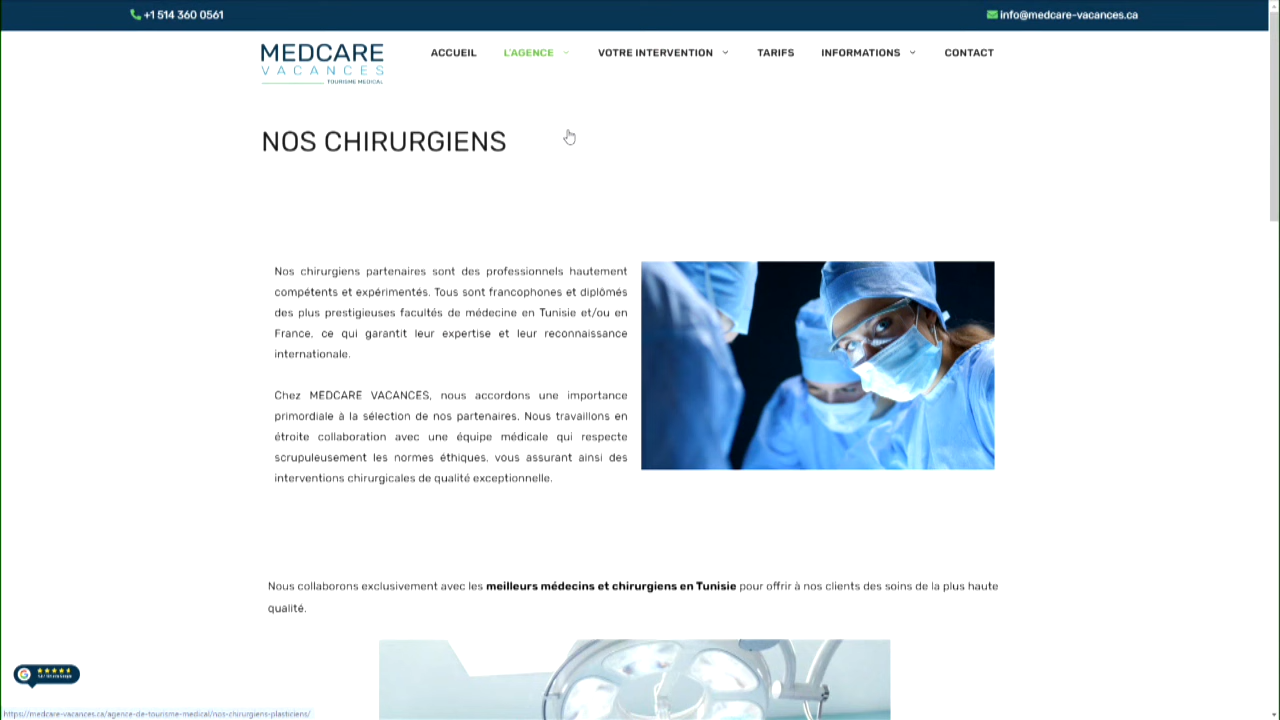 +1 514 360 0561
info@medcare-vacances.ca
MEDCARE
VACANCES
TOURISME MEDICAL
ACCUEIL L'AGENCE VOTRE INTERVENTION TARIFS INFORMATIONS CONTACT
NOS CHIRURGIENS
Nos chirurgiens partenaires sont des professionnels hautement
compétents et expérimentés. Tous sont francophones et diplômés
des plus prestigieuses facultés de médecine en Tunisie et/ou en
France, ce qui garantit leur expertise et leur reconnaissance
internationale.
Chez MEDCARE VACANCES, nous accordons une importance
primordiale à la sélection de nos partenaires. Nous travaillons en
étroite collaboration avec une équipe médicale qui respecte
scrupuleusement les normes éthiques, vous assurant ainsi des
interventions chirurgicales de qualité exceptionnelle.
Nous collaborons exclusivement avec les meilleurs médecins et chirurgiens en Tunisie pour offrir à nos clients des soins de la plus haute
qualité.
https://medcare-vacances.ca/agence-de-tourisme-medical/nos-chirurgiens-plasticiens/